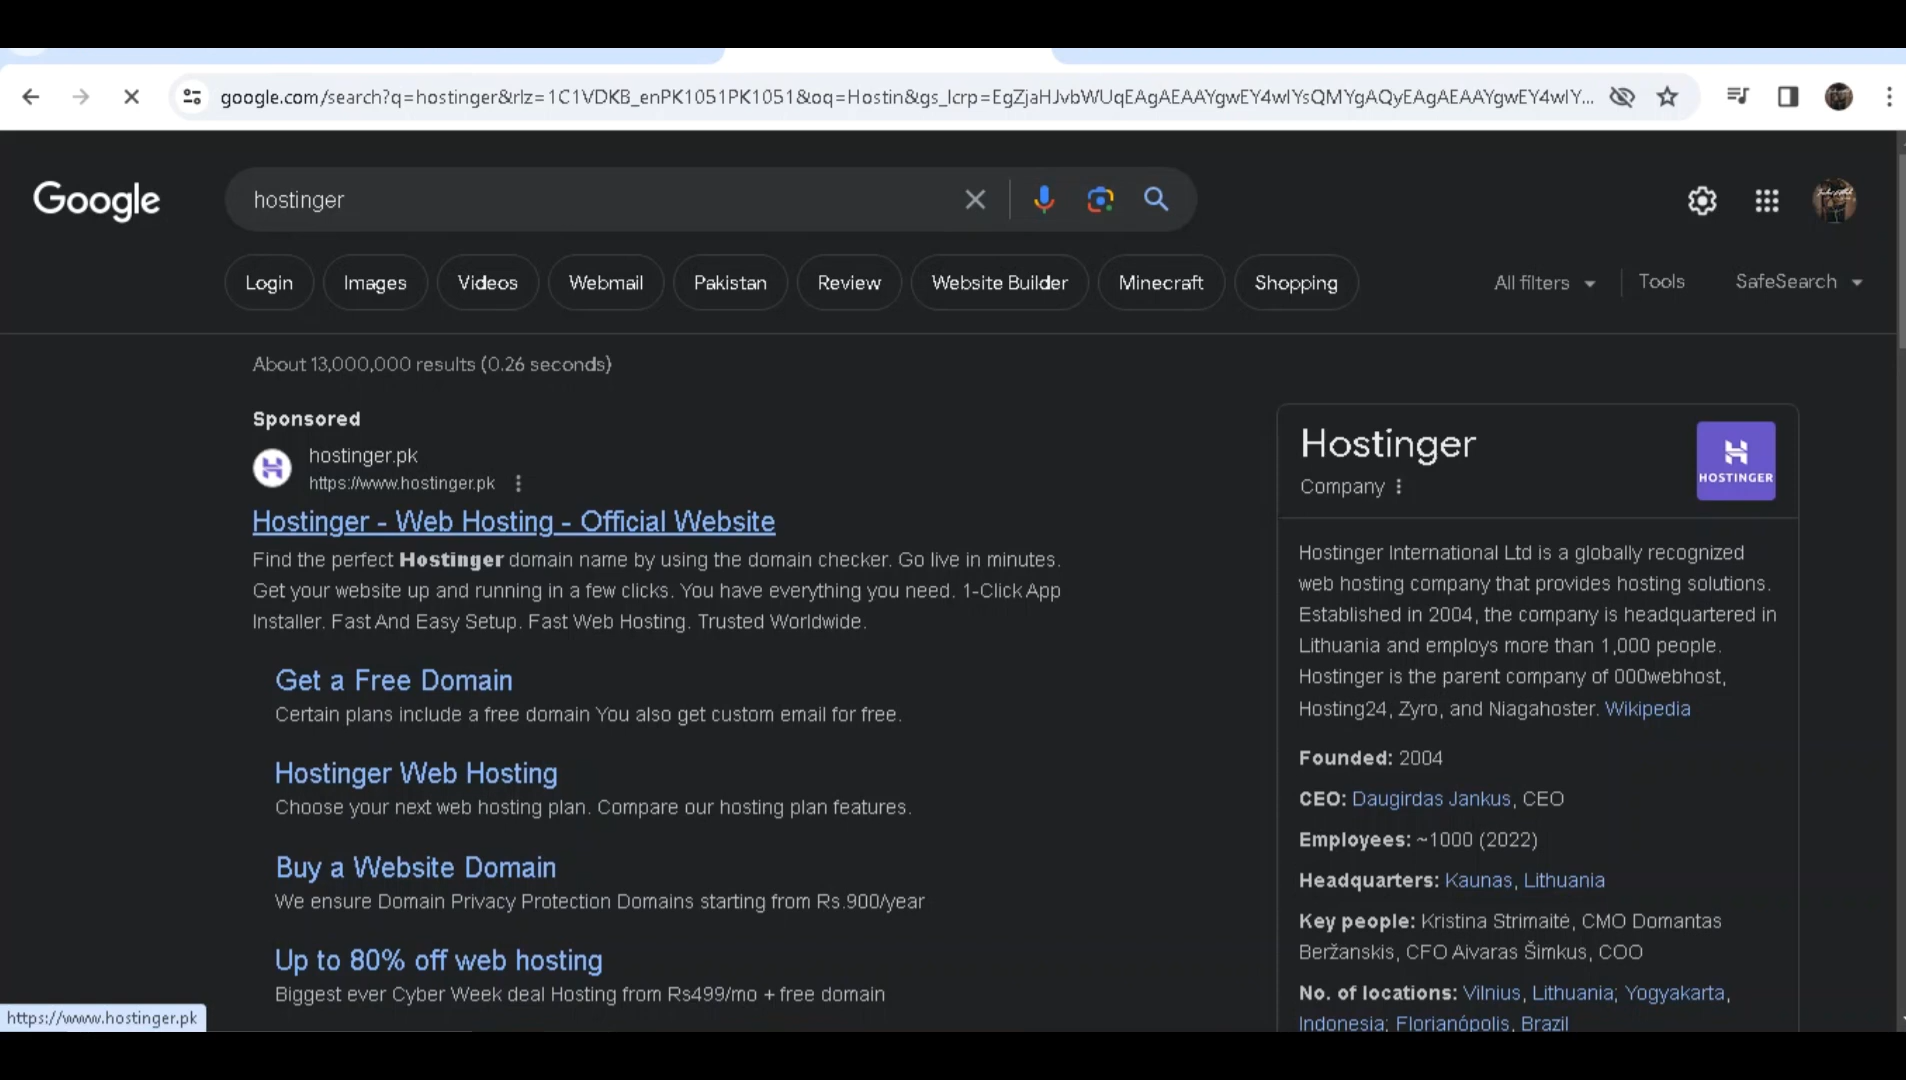 google.com/search?q=hostinger&rlz=1C1VDKB_enPK1051PK1051&oq=Hostin&gs_lcrp=EgZjaHJvbWUqEAgAEAAYgwEY4wIYsQMYgAQyEAgAEAAYgwEY4wIY...
Google
hostinger
Login Images Videos Webmail Pakistan Review Website Builder Minecraft Shopping All filters Tools SafeSearch
About 13,000,000 results (0.26 seconds)
Sponsored
hostinger.pk
https://www.hostinger.pk
Hostinger - Web Hosting - Official Website
Find the perfect Hostinger domain name by using the domain checker. Go live in minutes.
Get your website up and running in a few clicks. You have everything you need. 1-Click App
Installer. Fast And Easy Setup. Fast Web Hosting. Trusted Worldwide.
Get a Free Domain
Certain plans include a free domain You also get custom email for free.
Hostinger Web Hosting
Choose your next web hosting plan. Compare our hosting plan features.
Buy a Website Domain
We ensure Domain Privacy Protection Domains starting from Rs.900/year
Up to 80% off web hosting
Biggest ever Cyber Week deal Hosting from Rs499/mo + free domain
https://www.hostinger.pk
Hostinger
Company
HOSTINGER
Hostinger International Ltd is a globally recognized
web hosting company that provides hosting solutions.
Established in 2004, the company is headquartered in
Lithuania and employs more than 1,000 people.
Hostinger is the parent company of 000webhost,
Hosting24, Zyro, and Niagahoster. Wikipedia
Founded: 2004
CEO: Daugirdas Jankus, CEO
Employees: ~1000 (2022)
Headquarters: Kaunas, Lithuania
Key people: Kristina Strimaitė, CMO Domantas
Beržanskis, CFO Aivaras Šimkus, COO
No. of locations: Vilnius, Lithuania; Yogyakarta,
Indonesia; Florianópolis, Brazil